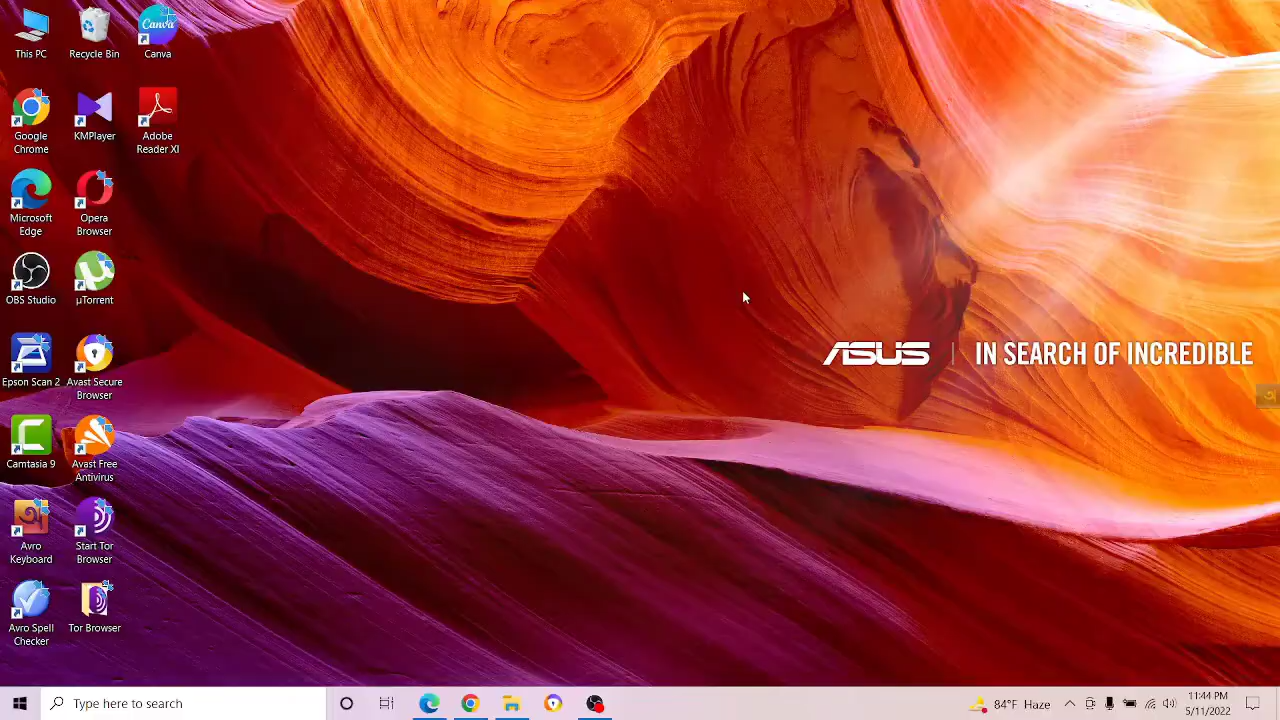 This PC
Recycle Bin
Canva
Canva
Google
Chrome
KMPlayer
Adobe
Reader XI
Microsoft
Edge
Opera
Browser
OBS Studio
µTorrent
Epson Scan 2
Avast Secure
Browser
Camtasia 9
Avast Free
Antivirus
Avro
Keyboard
Start Tor
Browser
Avro Spell
Checker
Tor Browser
ASUS | IN SEARCH OF INCREDIBLE
Type here to search
84°F Haze
11:44 PM
5/11/2022